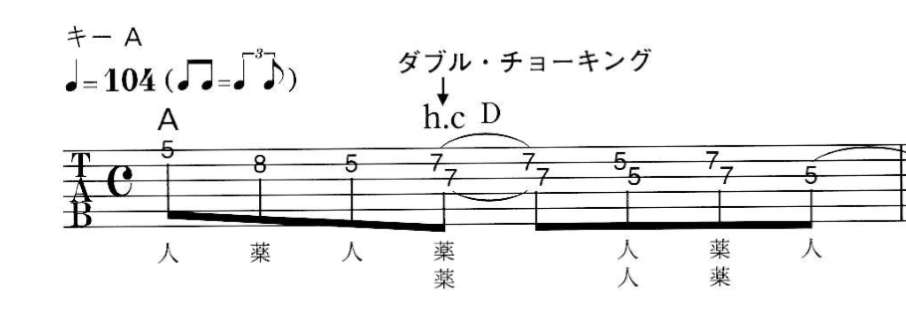 キー A
♩=104 (♫=♩ 3 ♪)
ダブル・チョーキング
↓
A h.c D
5 8 5 7 7 5 7 5
7 7 5 7
T
A
B
C
人 薬 人 薬 人 薬 人
薬 人 薬